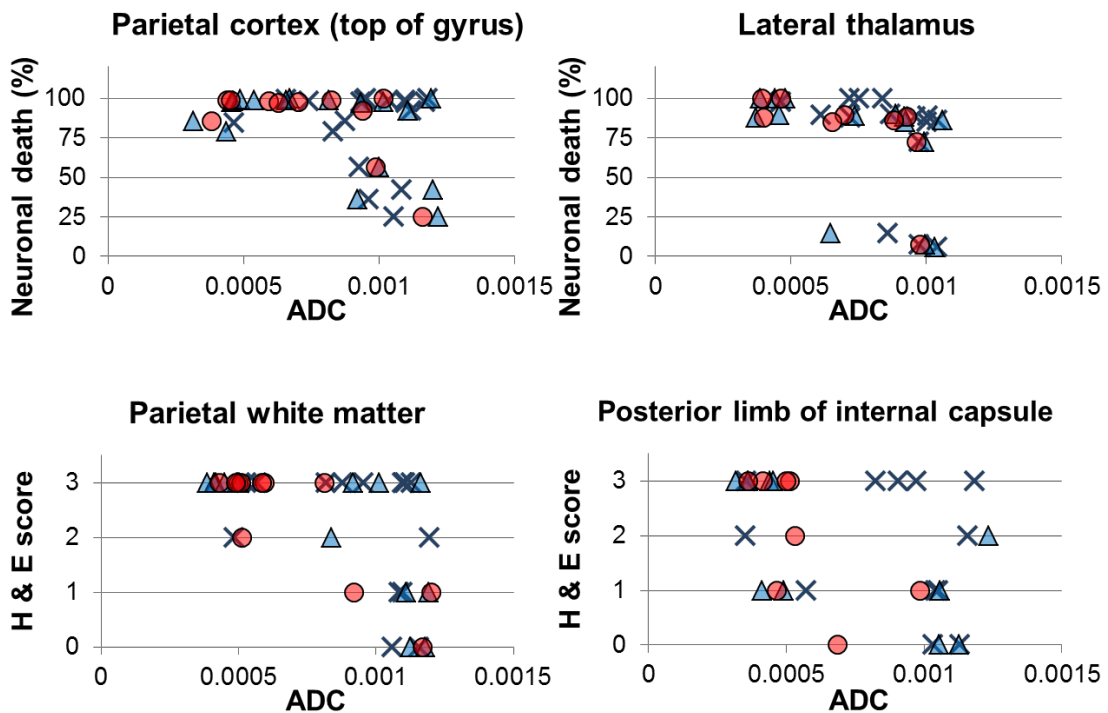 Parietal cortex (top of gyrus)
Neuronal death (%)
100
75
50
25
0
0
0.0005
0.001
0.0015
ADC
Lateral thalamus
Neuronal death (%)
100
75
50
25
0
0
0.0005
0.001
0.0015
ADC
Parietal white matter
H & E score
3
2
1
0
0
0.0005
0.001
0.0015
ADC
Posterior limb of internal capsule
H & E score
3
2
1
0
0
0.0005
0.001
0.0015
ADC